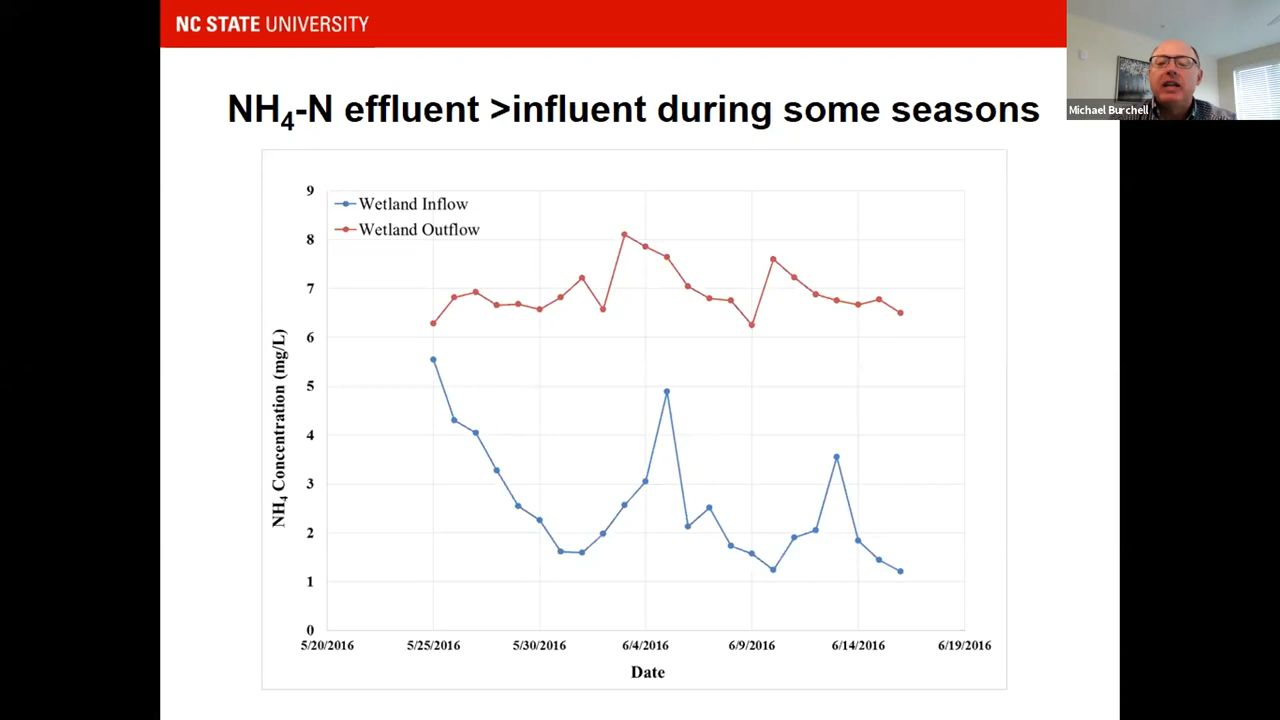 NC STATE UNIVERSITY
Michael Burchell
NH4-N effluent >influent during some seasons
Wetland Inflow
Wetland Outflow
9
8
7
6
5
4
3
2
1
0
NH4 Concentration (mg/L)
5/20/2016 5/25/2016 5/30/2016 6/4/2016 6/9/2016 6/14/2016 6/19/2016
Date